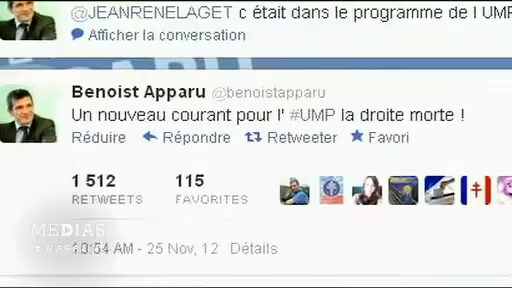 @JEANRENELAGET c était dans le programme de l UMP
Afficher la conversation
Benoist Apparu @benoistapparu
Un nouveau courant pour l' #UMP la droite morte !
Réduire Répondre Retweeter Favori
1 512 115
RETWEETS FAVORITES
MEDIAS
10:54 AM - 25 Nov, 12 Détails